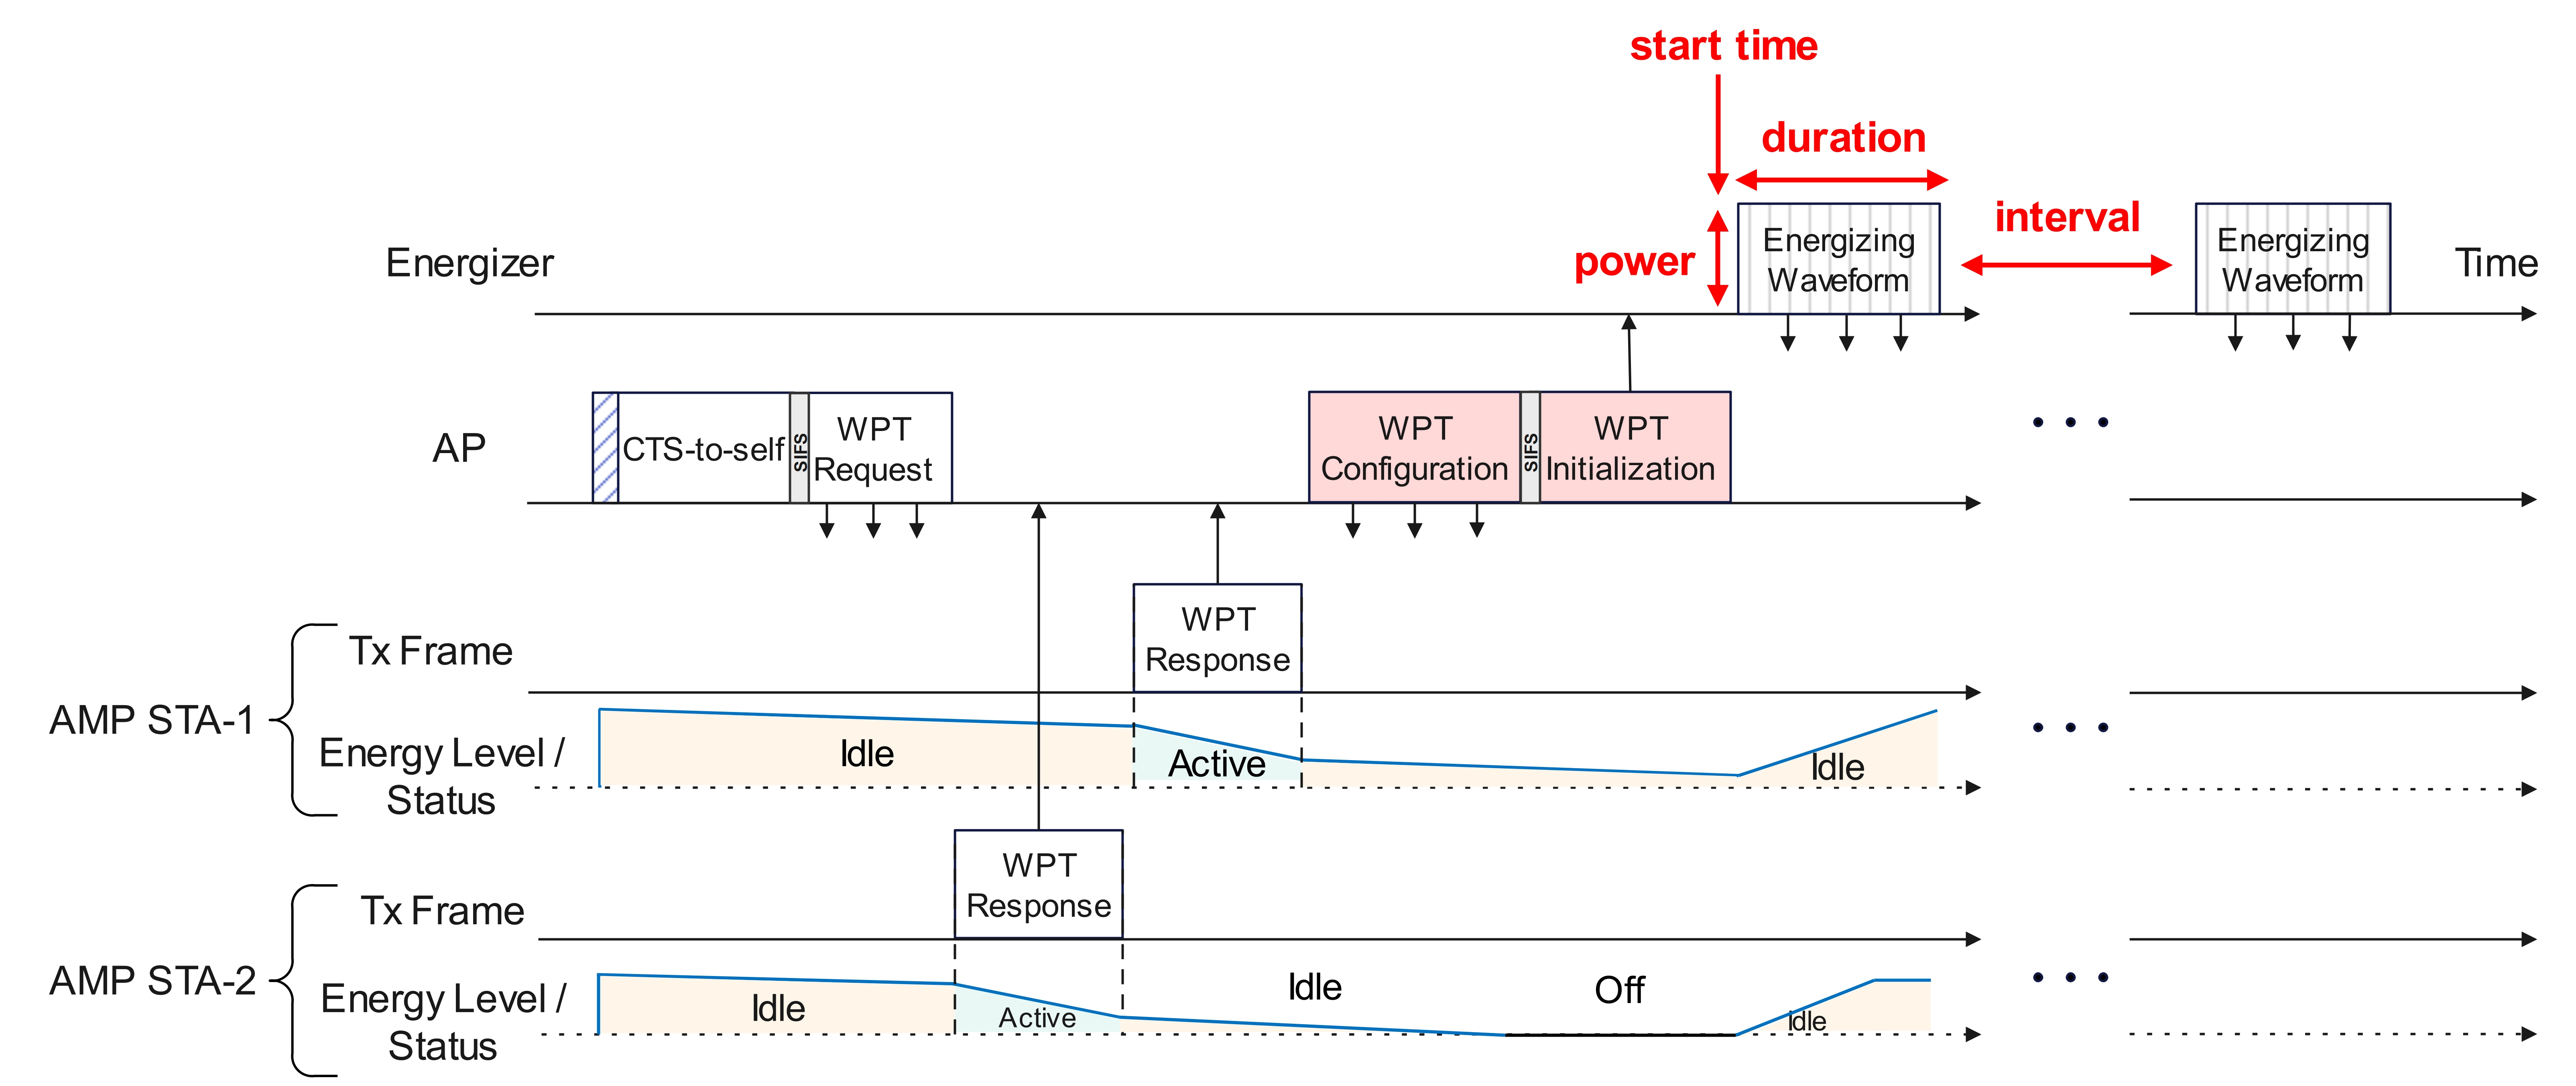 start time
duration
interval
power
Energizing
Waveform
Energizing
Waveform
Energizer
Time
AP
CTS-to-self
SIFS
WPT
Request
WPT
Configuration
SIFS
WPT
Initialization
AMP STA-1
Tx Frame
WPT
Response
Energy Level /
Status
Idle
Active
Idle
AMP STA-2
Tx Frame
WPT
Response
Energy Level /
Status
Idle
Active
Idle
Off
Idle